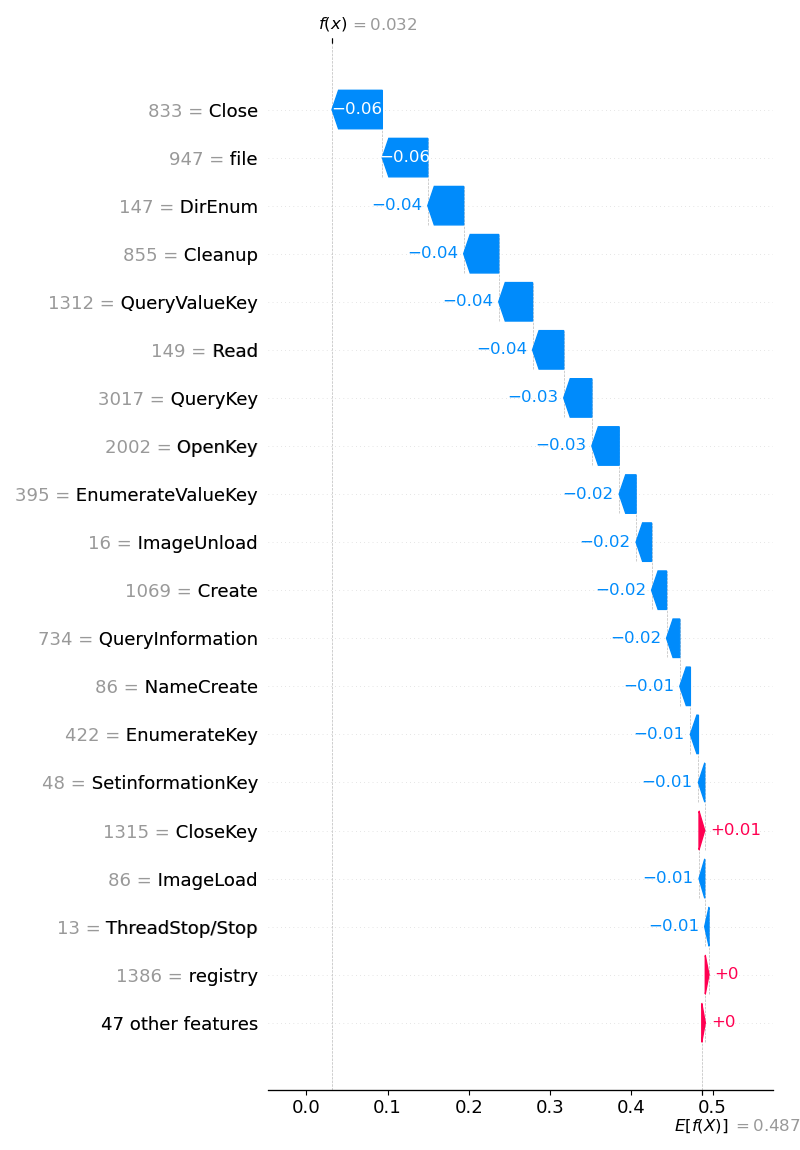 f(x) = 0.032
833 = Close −0.06
947 = file −0.06
147 = DirEnum −0.04
855 = Cleanup −0.04
1312 = QueryValueKey −0.04
149 = Read −0.04
3017 = QueryKey −0.03
2002 = OpenKey −0.03
395 = EnumerateValueKey −0.02
16 = ImageUnload −0.02
1069 = Create −0.02
734 = QueryInformation −0.02
86 = NameCreate −0.01
422 = EnumerateKey −0.01
48 = SetinformationKey −0.01
1315 = CloseKey +0.01
86 = ImageLoad −0.01
13 = ThreadStop/Stop −0.01
1386 = registry +0
47 other features +0
0.0 0.1 0.2 0.3 0.4 0.5
E[f(X)] = 0.487